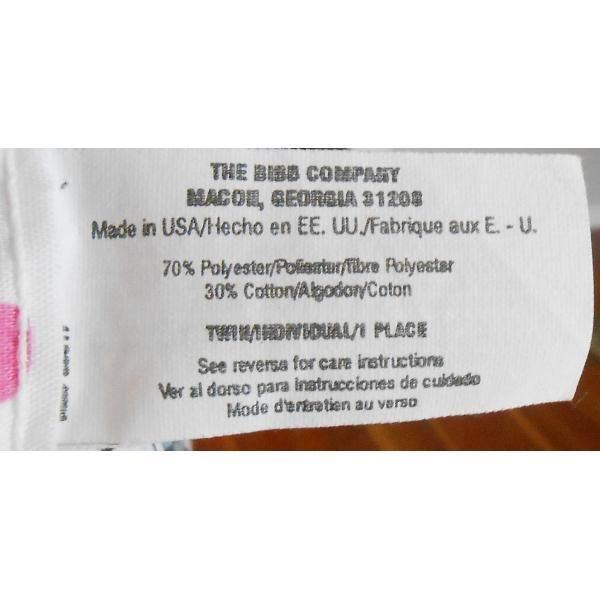 THE BIBB COMPANY
MACON, GEORGIA 31208
Made in USA/Hecho en EE. UU./Fabrique aux E. - U.
70% Polyester/Poliester/fibre Polyester
30% Cotton/Algodon/Coton
TWIN/INDIVIDUAL/1 PLACE
See reverse for care instructions
Ver al dorso para instrucciones de cuidado
Mode d'entretien au verso